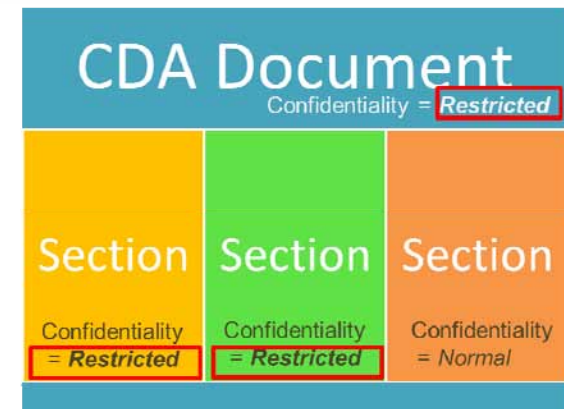 CDA Document
Confidentiality = Restricted
Section
Confidentiality
= Restricted
Section
Confidentiality
= Restricted
Section
Confidentiality
= Normal